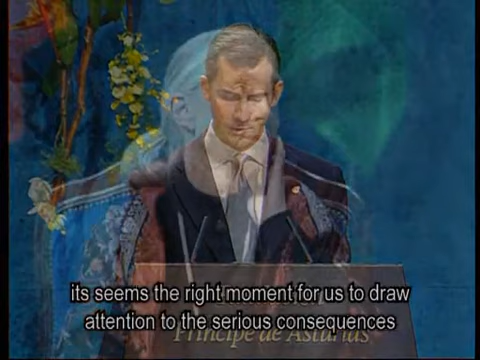 its seems the right moment for us to draw
attention to the serious consequences
Príncipe de Asturias